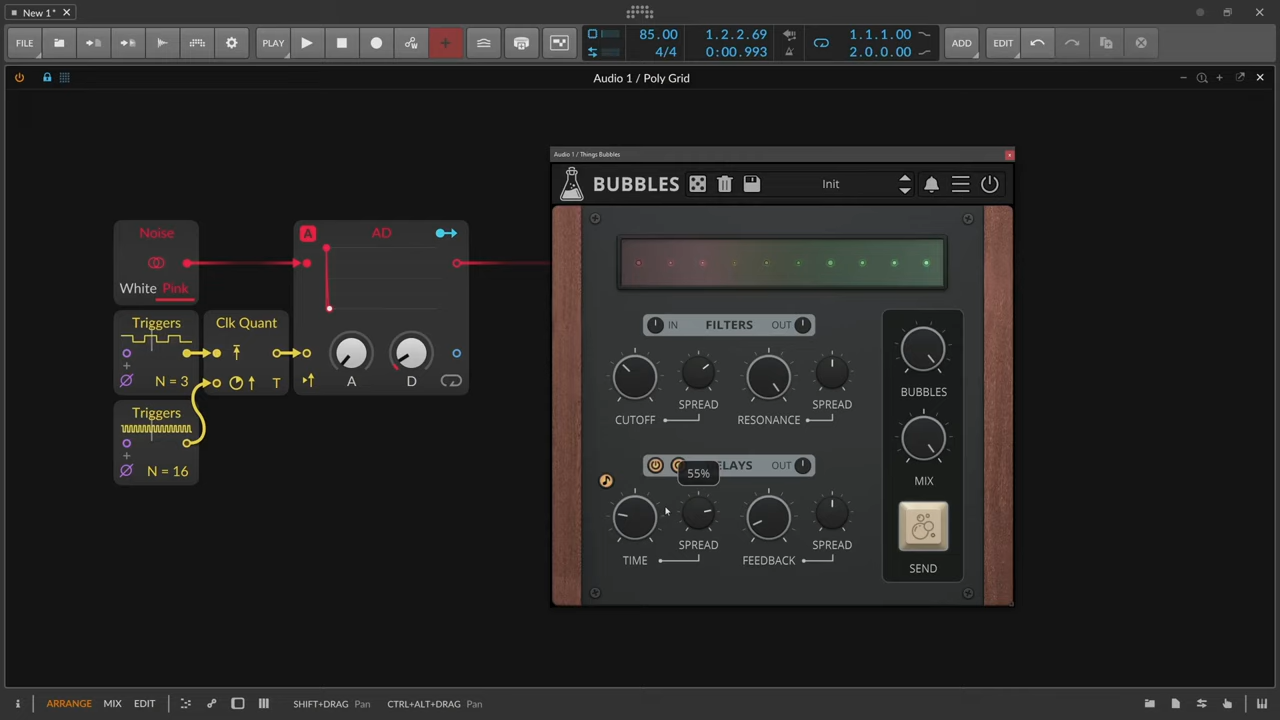 New 1*
FILE
PLAY
85.00
4/4
1.2.2.69
0:00.993
1.1.1.00
2.0.0.00
ADD
EDIT
Audio 1 / Poly Grid
Audio 1 / Things Bubbles
BUBBLES
Init
Noise
White Pink
A
AD
Triggers
N = 3
Clk Quant
T
A
D
Triggers
N = 16
IN FILTERS OUT
CUTOFF
SPREAD
RESONANCE
SPREAD
ELAYS OUT
55%
TIME
SPREAD
FEEDBACK
SPREAD
BUBBLES
MIX
SEND
ARRANGE
MIX
EDIT
SHIFT+DRAG Pan
CTRL+ALT+DRAG Pan